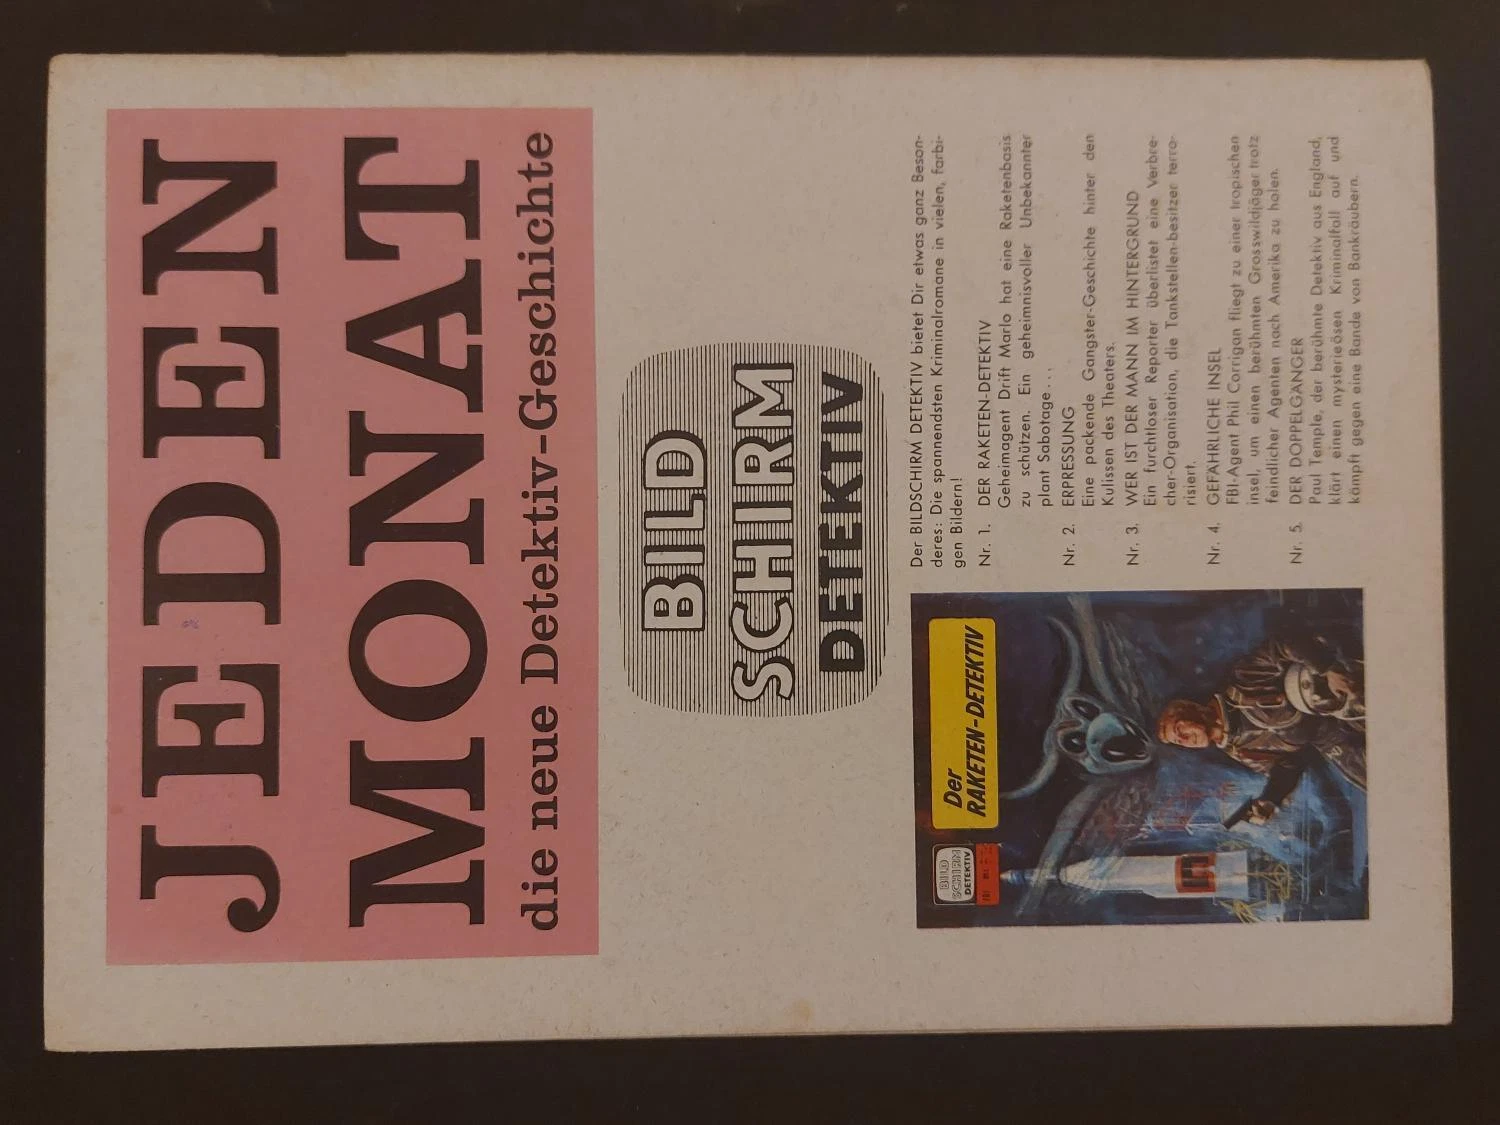 JEDEN
MONAT
die neue Detektiv-Geschichte
BILD
SCHIRM
DETEKTIV
Der BILDSCHIRM DETEKTIV bietet Dir etwas ganz Beson-
deres: Die spannendsten Kriminalromane in vielen, farbi-
gen Bildern!
Nr. 1. DER RAKETEN-DETEKTIV
Geheimagent Drift Marlo hat eine Raketenbasis
zu schützen. Ein geheimnisvoller Unbekannter
plant Sabotage...
Nr. 2. ERPRESSUNG
Eine packende Gangster-Geschichte hinter den
Kulissen des Theaters.
Nr. 3. WER IST DER MANN IM HINTERGRUND
Ein furchtloser Reporter überlistet eine Verbre-
cher-Organisation, die Tankstellen-besitzer terro-
risiert.
Nr. 4. GEFÄHRLICHE INSEL
FBI-Agent Phil Corrigan fliegt zu einer tropischen
insel, um einen berühmten Grosswildjäger trotz
feindlicher Agenten nach Amerika zu holen.
Nr. 5. DER DOPPELGÄNGER
Paul Temple, der berühmte Detektiv aus England,
klärt einen mysterieösen Kriminalfall auf und
kämpft gegen eine Bande von Bankräubern.
BILD
SCHIRM
DETEKTIV
Der
RAKETEN-DETEKTIV